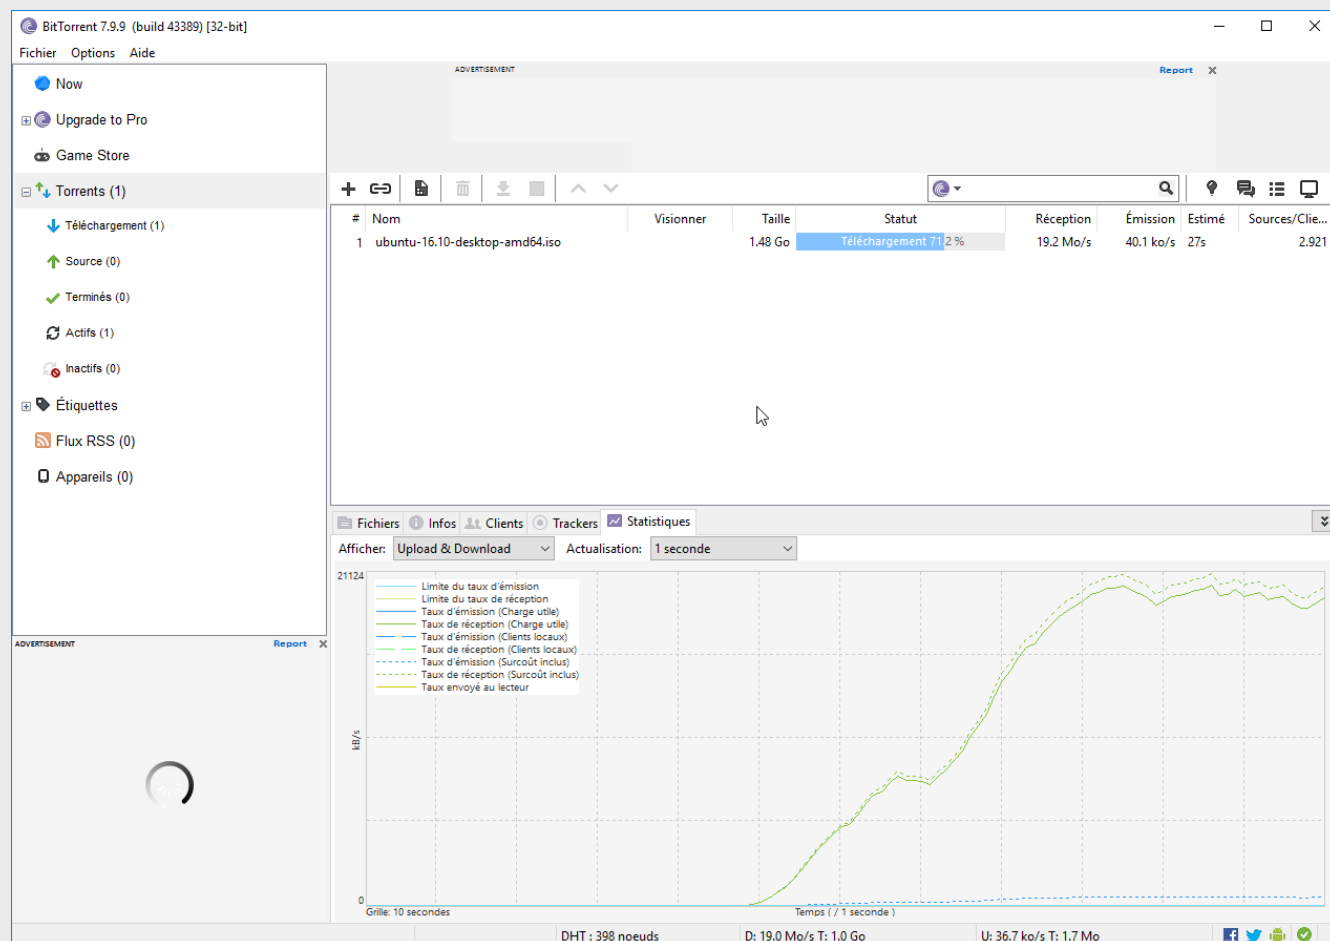 BitTorrent 7.9.9 (build 43389) [32-bit]
Fichier Options Aide
Now
Upgrade to Pro
Game Store
Torrents (1)
Téléchargement (1)
Source (0)
Terminés (0)
Actifs (1)
Inactifs (0)
Étiquettes
Flux RSS (0)
Appareils (0)
ADVERTISEMENT Report
ADVERTISEMENT Report
# Nom Visionner Taille Statut Réception Émission Estimé Sources/Clie...
1 ubuntu-16.10-desktop-amd64.iso 1.48 Go Téléchargement 71.2 % 19.2 Mo/s 40.1 ko/s 27s 2.921
Fichiers Infos Clients Trackers Statistiques
Afficher: Upload & Download Actualisation: 1 seconde
21124
Limite du taux d'émission
Limite du taux de réception
Taux d'émission (Charge utile)
Taux de réception (Charge utile)
Taux d'émission (Clients locaux)
Taux de réception (Clients locaux)
Taux d'émission (Surcoût inclus)
Taux de réception (Surcoût inclus)
Taux envoyé au lecteur
kB/s
0
Grille: 10 secondes Temps ( / 1 seconde )
DHT : 398 noeuds D: 19.0 Mo/s T: 1.0 Go U: 36.7 ko/s T: 1.7 Mo